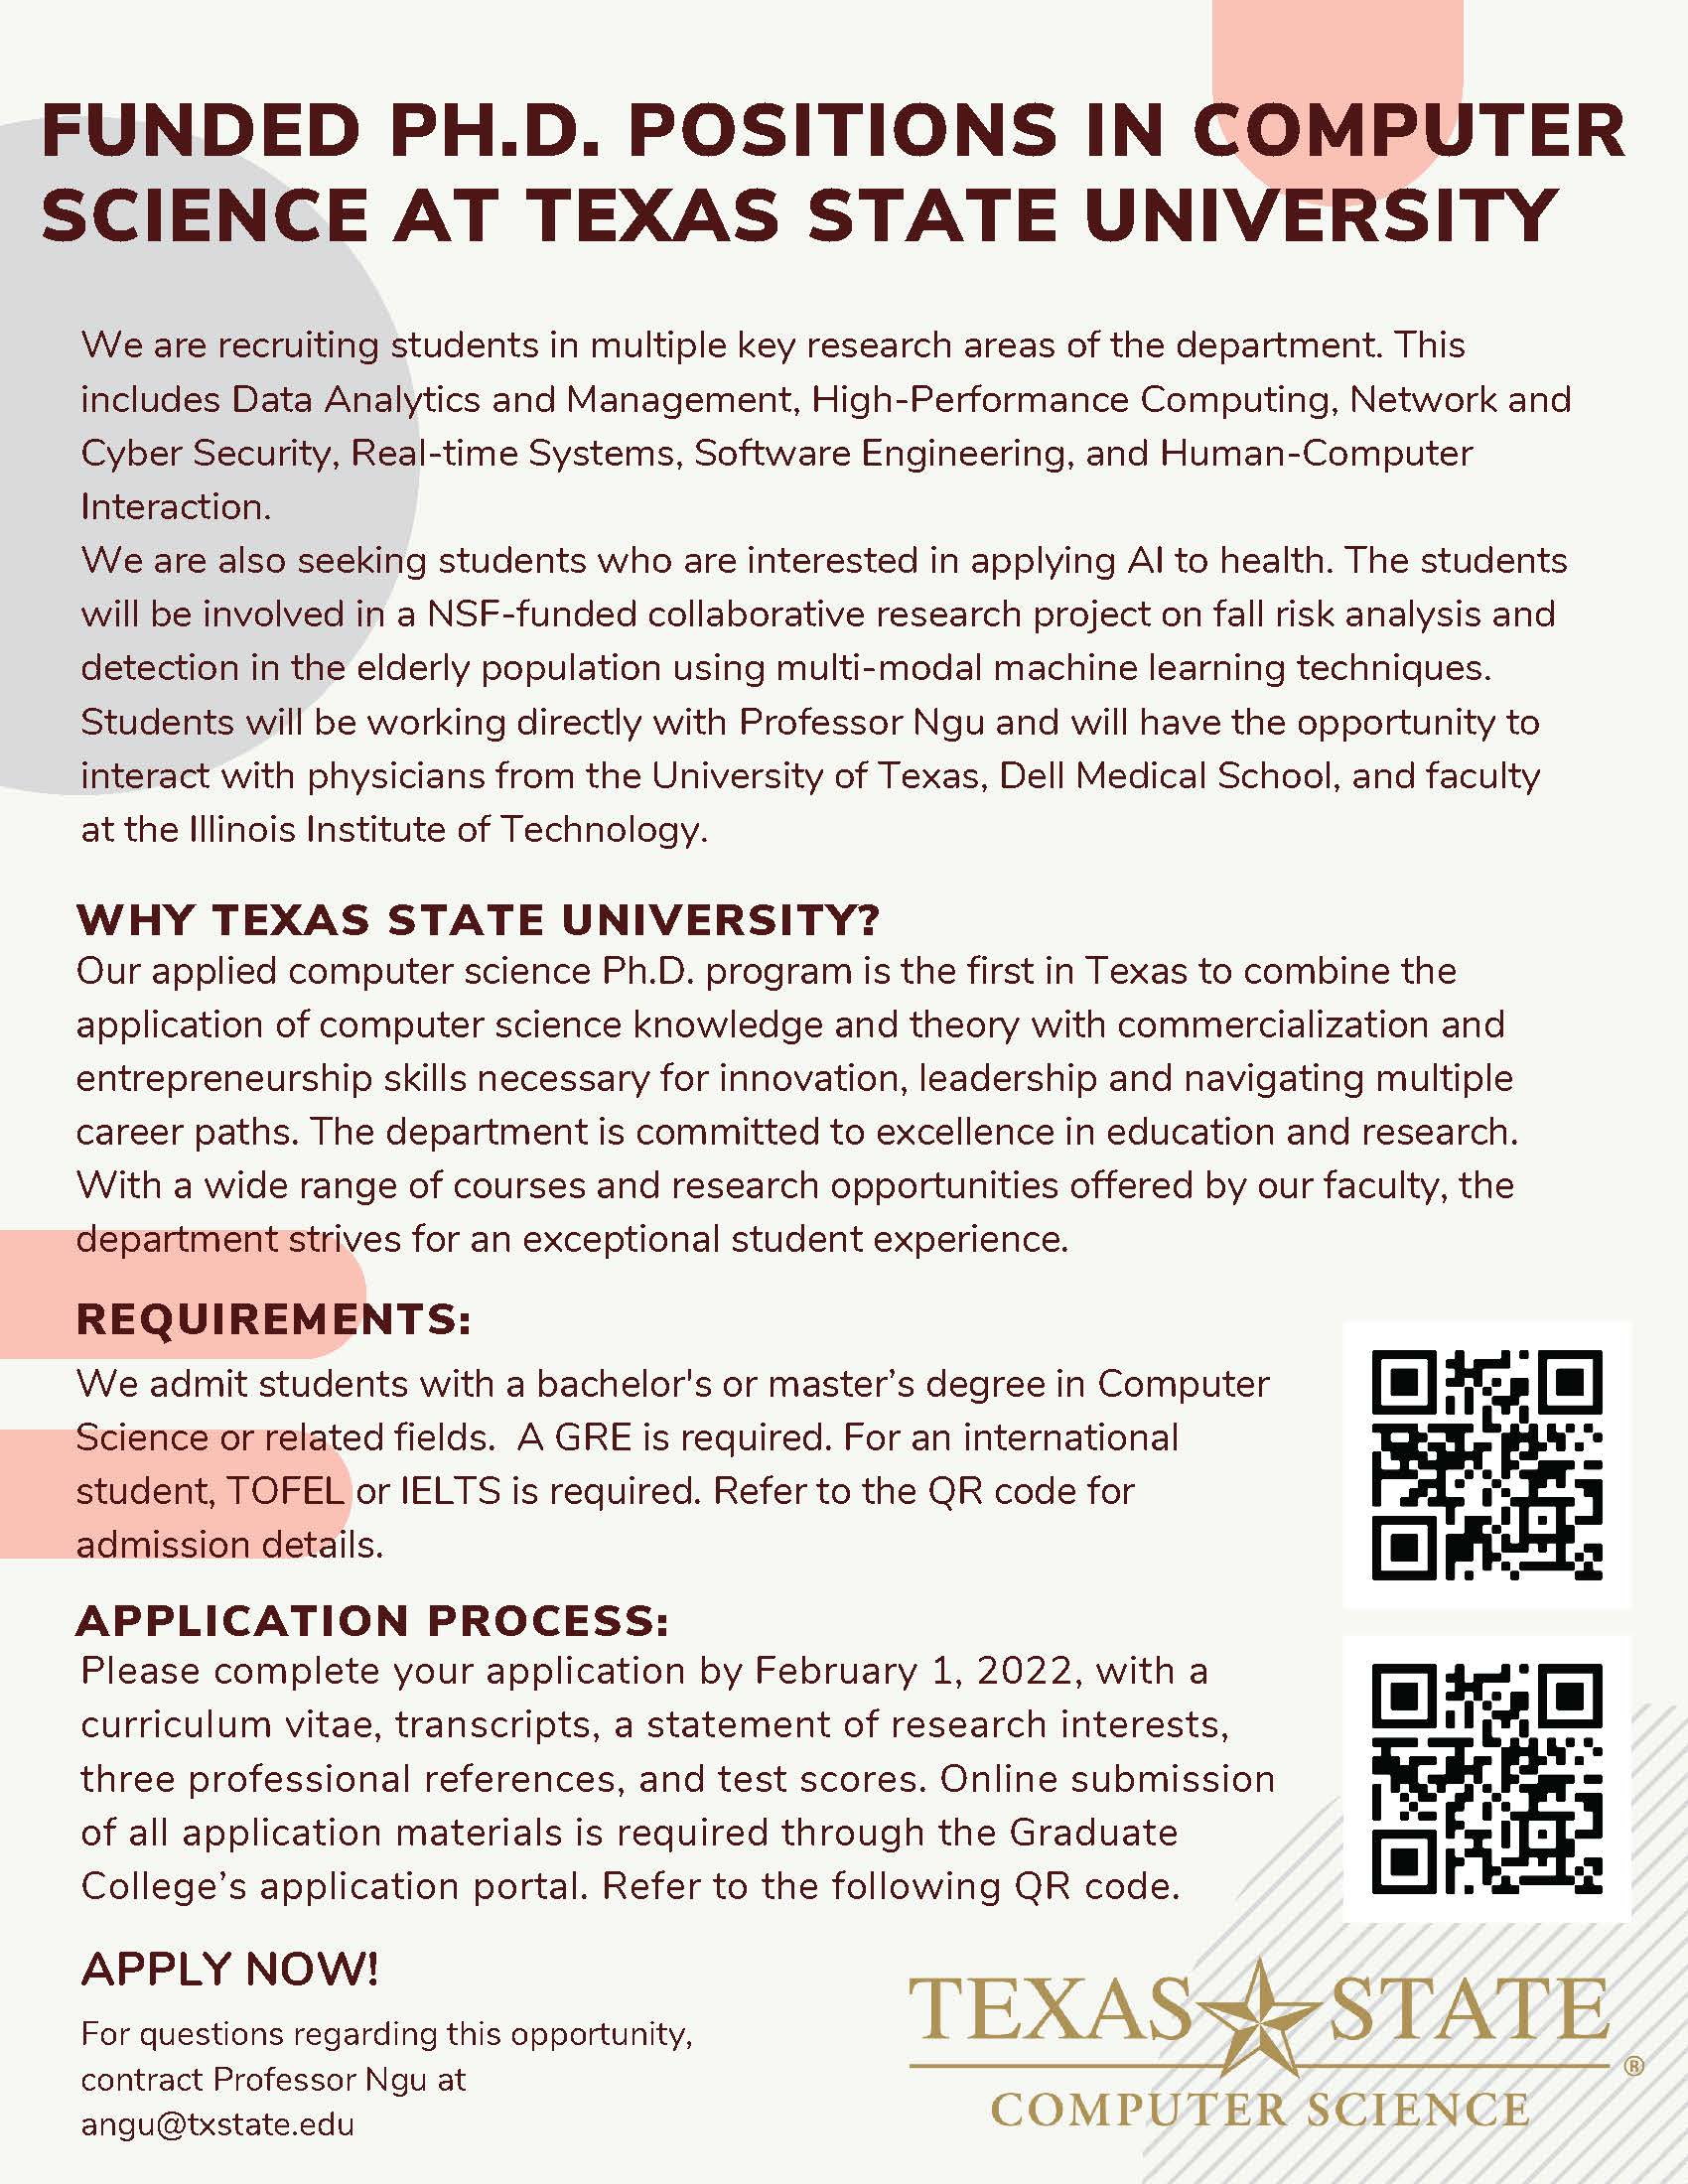 FUNDED PH.D. POSITIONS IN COMPUTER
SCIENCE AT TEXAS STATE UNIVERSITY
We are recruiting students in multiple key research areas of the department. This
includes Data Analytics and Management, High-Performance Computing, Network and
Cyber Security, Real-time Systems, Software Engineering, and Human-Computer
Interaction.
We are also seeking students who are interested in applying AI to health. The students
will be involved in a NSF-funded collaborative research project on fall risk analysis and
detection in the elderly population using multi-modal machine learning techniques.
Students will be working directly with Professor Ngu and will have the opportunity to
interact with physicians from the University of Texas, Dell Medical School, and faculty
at the Illinois Institute of Technology.
WHY TEXAS STATE UNIVERSITY?
Our applied computer science Ph.D. program is the first in Texas to combine the
application of computer science knowledge and theory with commercialization and
entrepreneurship skills necessary for innovation, leadership and navigating multiple
career paths. The department is committed to excellence in education and research.
With a wide range of courses and research opportunities offered by our faculty, the
department strives for an exceptional student experience.
REQUIREMENTS:
We admit students with a bachelor's or master’s degree in Computer
Science or related fields.  A GRE is required. For an international
student, TOFEL or IELTS is required. Refer to the QR code for
admission details.
APPLICATION PROCESS:
Please complete your application by February 1, 2022, with a
curriculum vitae, transcripts, a statement of research interests,
three professional references, and test scores. Online submission
of all application materials is required through the Graduate
College’s application portal. Refer to the following QR code.
APPLY NOW!
For questions regarding this opportunity,
contract Professor Ngu at
angu@txstate.edu
TEXAS STATE
®
COMPUTER SCIENCE